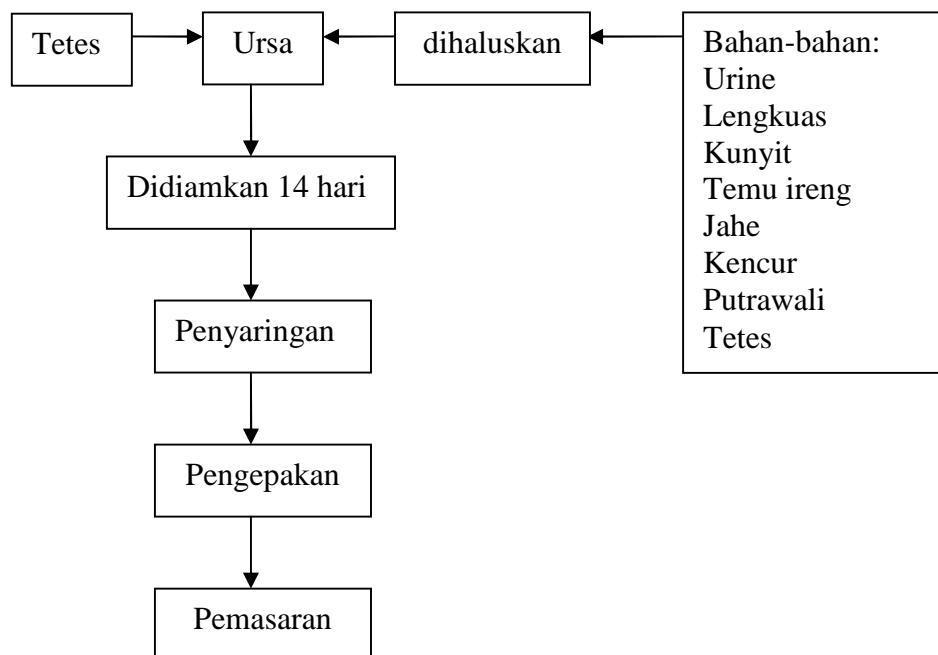 Tetes
Ursa
dihaluskan
Bahan-bahan:
Urine
Lengkuas
Kunyit
Temu ireng
Jahe
Kencur
Putrawali
Tetes
Didiamkan 14 hari
Penyaringan
Pengepakan
Pemasaran